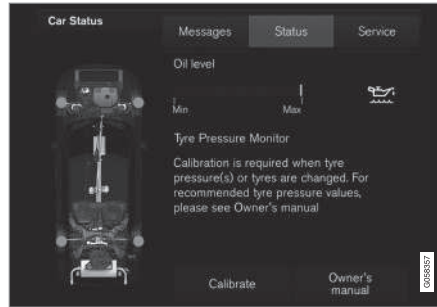 Car Status
Messages
Status
Service
Oil level
Min
Max
Tyre Pressure Monitor
Calibration is required when tyre
pressure(s) or tyres are changed. For
recommended tyre pressure values,
please see Owner's manual
Calibrate
Owner's
manual
G058357